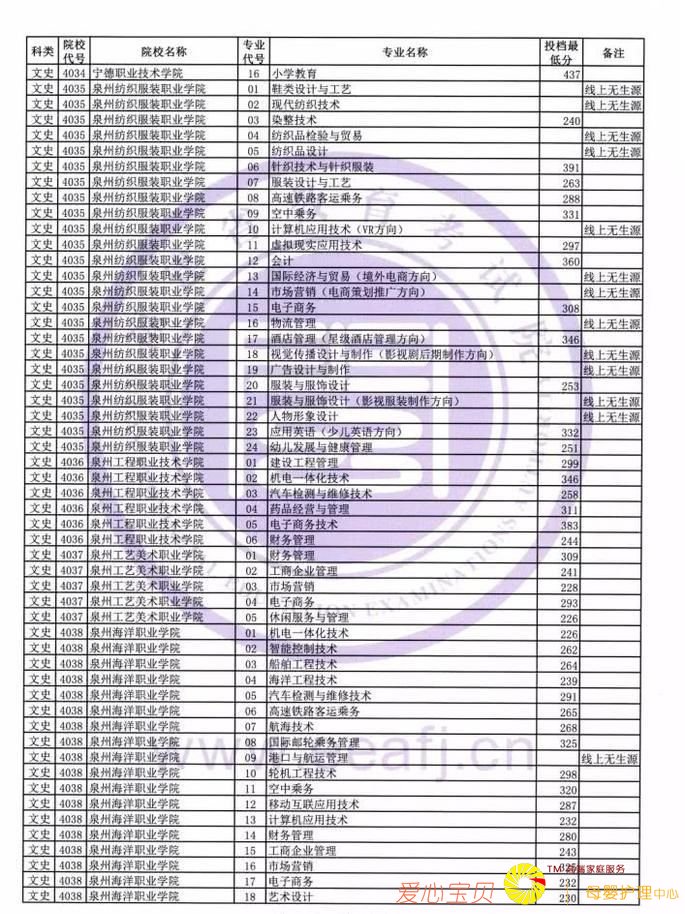 科类 院校代号 院校名称 专业代号 专业名称 投档最低分 备注
文史 4034 宁德职业技术学院 16 小学教育 437
文史 4035 泉州纺织服装职业学院 01 鞋类设计与工艺 线上无生源
文史 4035 泉州纺织服装职业学院 02 现代纺织技术 线上无生源
文史 4035 泉州纺织服装职业学院 03 染整技术 240
文史 4035 泉州纺织服装职业学院 04 纺织品检验与贸易 线上无生源
文史 4035 泉州纺织服装职业学院 05 纺织品设计 线上无生源
文史 4035 泉州纺织服装职业学院 06 针织技术与针织服装 391
文史 4035 泉州纺织服装职业学院 07 服装设计与工艺 263
文史 4035 泉州纺织服装职业学院 08 高速铁路客运乘务 288
文史 4035 泉州纺织服装职业学院 09 空中乘务 331
文史 4035 泉州纺织服装职业学院 10 计算机应用技术（VR方向） 线上无生源
文史 4035 泉州纺织服装职业学院 11 虚拟现实应用技术 297
文史 4035 泉州纺织服装职业学院 12 会计 360
文史 4035 泉州纺织服装职业学院 13 国际经济与贸易（境外电商方向） 线上无生源
文史 4035 泉州纺织服装职业学院 14 市场营销（电商策划推广方向） 线上无生源
文史 4035 泉州纺织服装职业学院 15 电子商务 308
文史 4035 泉州纺织服装职业学院 16 物流管理 线上无生源
文史 4035 泉州纺织服装职业学院 17 酒店管理（星级酒店管理方向） 346
文史 4035 泉州纺织服装职业学院 18 视觉传播设计与制作（影视剧后期制作方向） 线上无生源
文史 4035 泉州纺织服装职业学院 19 广告设计与制作 线上无生源
文史 4035 泉州纺织服装职业学院 20 服装与服饰设计 253
文史 4035 泉州纺织服装职业学院 21 服装与服饰设计（影视服装制作方向） 线上无生源
文史 4035 泉州纺织服装职业学院 22 人物形象设计 线上无生源
文史 4035 泉州纺织服装职业学院 23 应用英语（少儿英语方向） 332
文史 4035 泉州纺织服装职业学院 24 幼儿发展与健康管理 251
文史 4036 泉州工程职业技术学院 01 建设工程管理 299
文史 4036 泉州工程职业技术学院 02 机电一体化技术 346
文史 4036 泉州工程职业技术学院 03 汽车检测与维修技术 258
文史 4036 泉州工程职业技术学院 04 药品经营与管理 311
文史 4036 泉州工程职业技术学院 05 电子商务技术 383
文史 4036 泉州工程职业技术学院 06 财务管理 244
文史 4037 泉州工艺美术职业学院 01 财务管理 309
文史 4037 泉州工艺美术职业学院 02 工商企业管理 241
文史 4037 泉州工艺美术职业学院 03 市场营销 228
文史 4037 泉州工艺美术职业学院 04 电子商务 293
文史 4037 泉州工艺美术职业学院 05 休闲服务与管理 226
文史 4038 泉州海洋职业学院 01 机电一体化技术 226
文史 4038 泉州海洋职业学院 02 智能控制技术 262
文史 4038 泉州海洋职业学院 03 船舶工程技术 264
文史 4038 泉州海洋职业学院 04 海洋工程技术 239
文史 4038 泉州海洋职业学院 05 汽车检测与维修技术 291
文史 4038 泉州海洋职业学院 06 高速铁路客运乘务 265
文史 4038 泉州海洋职业学院 07 航海技术 268
文史 4038 泉州海洋职业学院 08 国际邮轮乘务管理 325
文史 4038 泉州海洋职业学院 09 港口与航运管理 线上无生源
文史 4038 泉州海洋职业学院 10 轮机工程技术 298
文史 4038 泉州海洋职业学院 11 空中乘务 320
文史 4038 泉州海洋职业学院 12 移动互联应用技术 287
文史 4038 泉州海洋职业学院 13 计算机应用技术 232
文史 4038 泉州海洋职业学院 14 财务管理 280
文史 4038 泉州海洋职业学院 15 工商企业管理 243
文史 4038 泉州海洋职业学院 16 市场营销
文史 4038 泉州海洋职业学院 17 电子商务 232
文史 4038 泉州海洋职业学院 18 艺术设计 230
爱心宝贝
TM 家庭服务
母婴护理中心